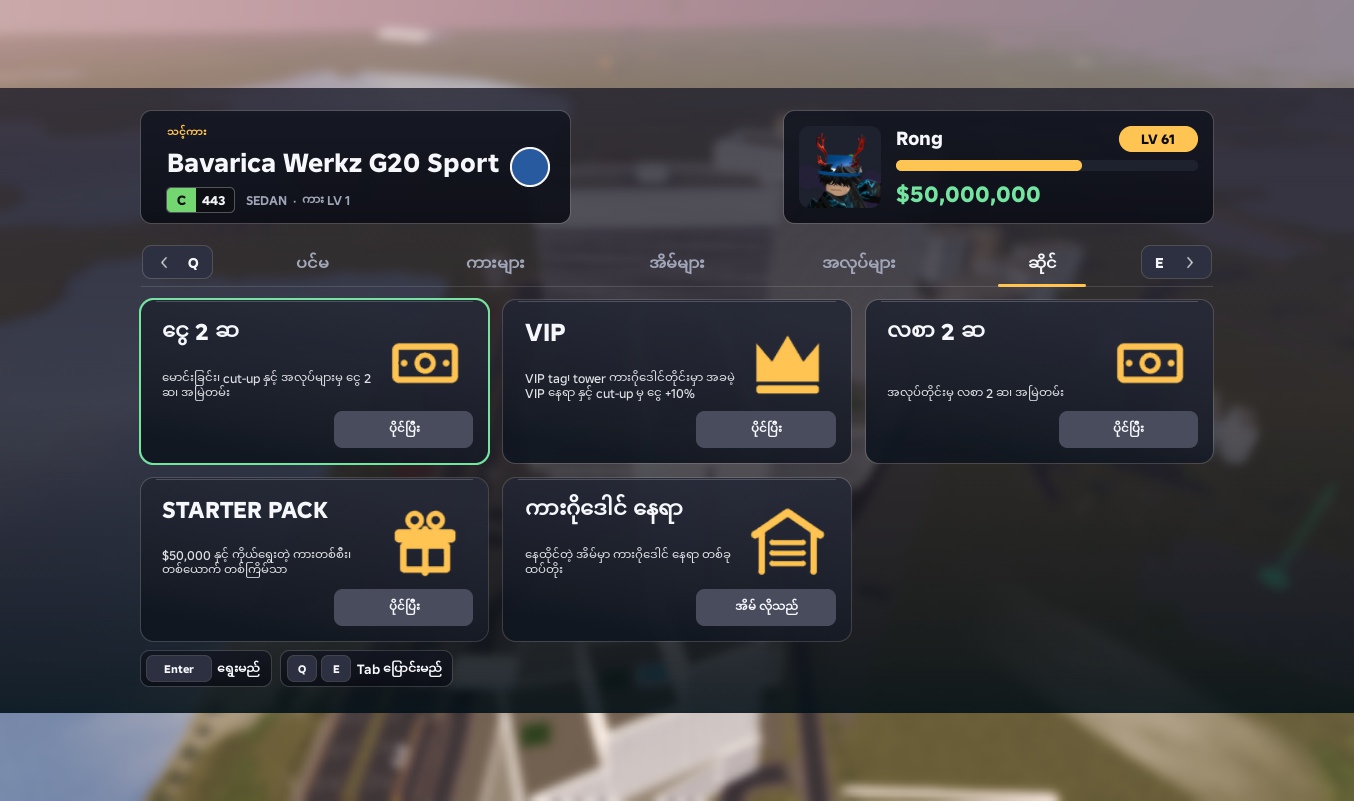 သင့်ကား
Bavarica Werkz G20 Sport
C 443 SEDAN · ကား LV 1
Rong
LV 61
$50,000,000
Q
ပင်မ
ကားများ
အိမ်များ
အလုပ်များ
ဆိုင်
E
ငွေ 2 ဆ
မောင်းခြင်း၊ cut-up နှင့် အလုပ်များမှ ငွေ 2
ဆ၊ အမြဲတမ်း
ပိုင်ပြီး
VIP
VIP tag၊ tower ကားဂိုဒေါင်တိုင်းမှာ အခမဲ့
VIP နေရာ နှင့် cut-up မှ ငွေ +10%
ပိုင်ပြီး
လစာ 2 ဆ
အလုပ်တိုင်းမှ လစာ 2 ဆ၊ အမြဲတမ်း
ပိုင်ပြီး
STARTER PACK
$50,000 နှင့် ကိုယ်ရွေးတဲ့ ကားတစ်စီး၊
တစ်ယောက် တစ်ကြိမ်သာ
ပိုင်ပြီး
ကားဂိုဒေါင် နေရာ
နေထိုင်တဲ့ အိမ်မှာ ကားဂိုဒေါင် နေရာ တစ်ခု
ထပ်တိုး
အိမ် လိုသည်
Enter ရွေးမည်
Q E Tab ပြောင်းမည်